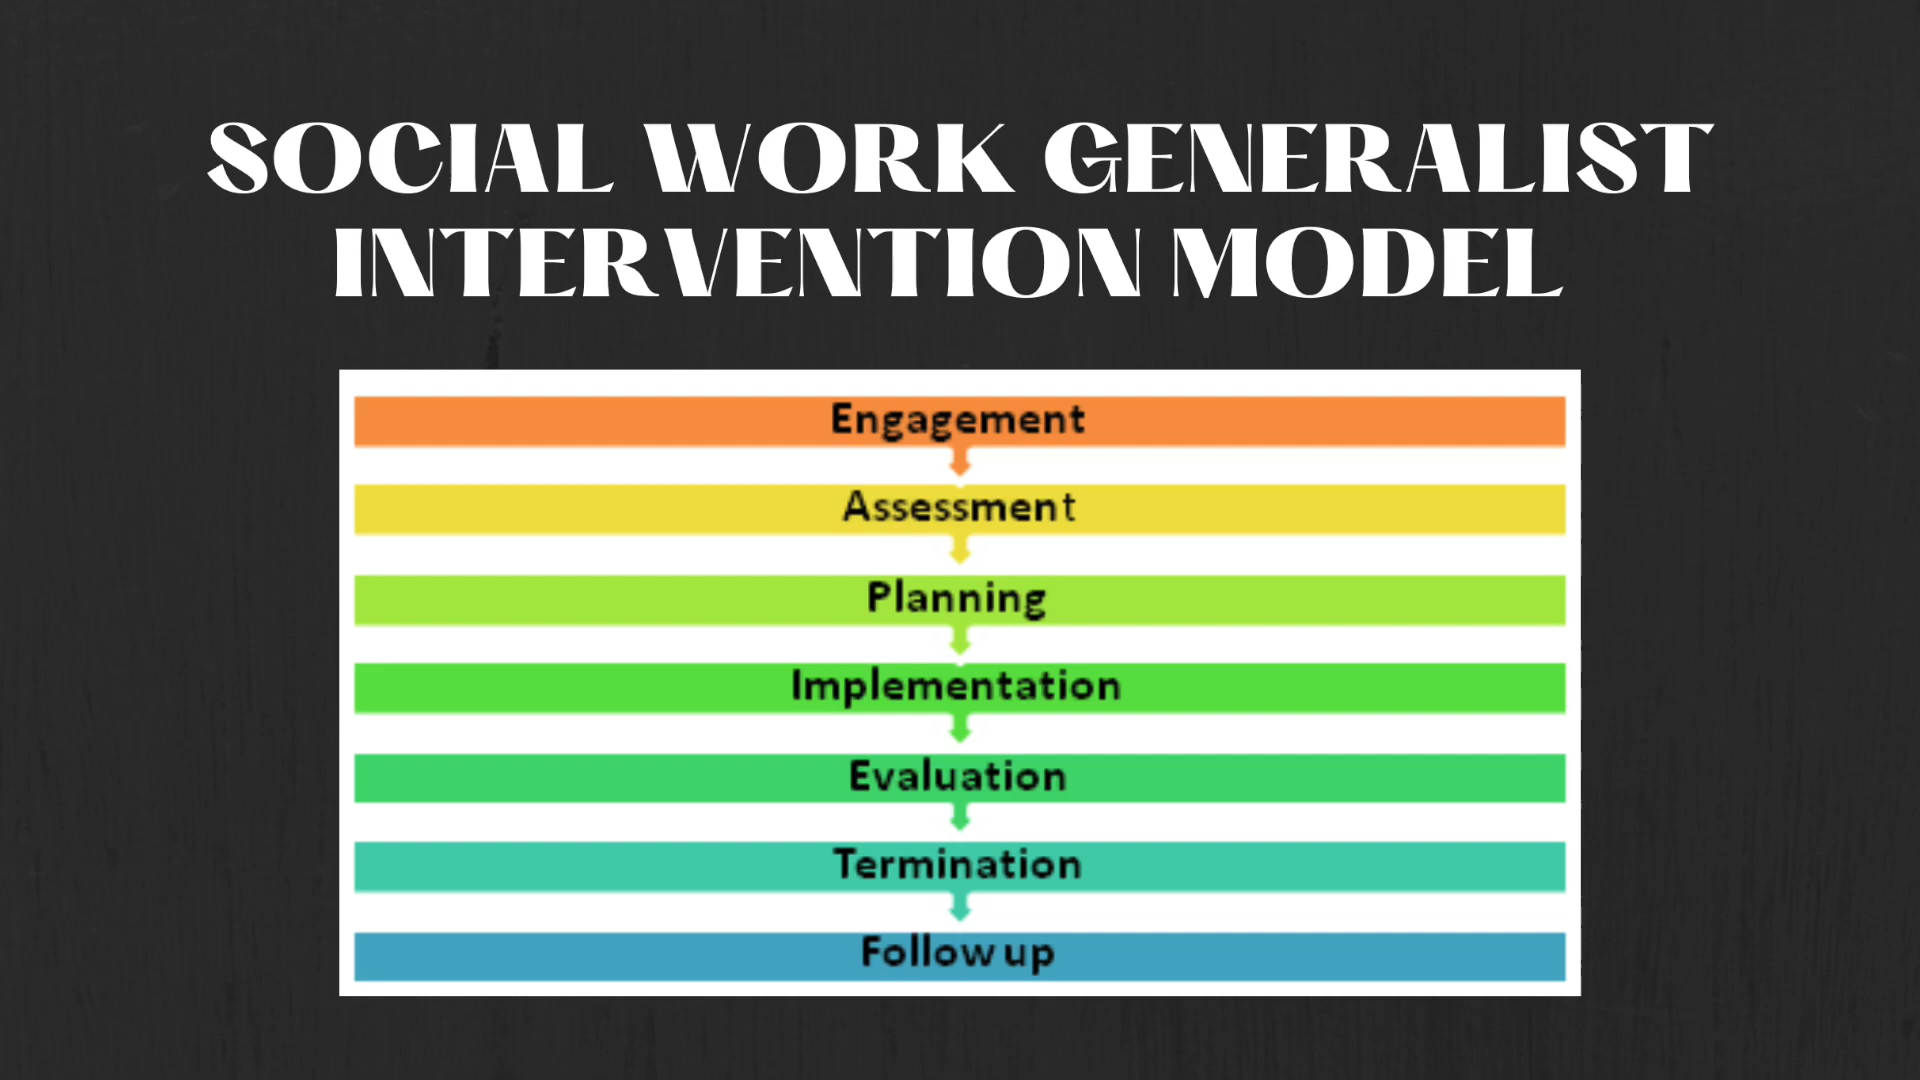 SOCIAL WORK GENERALIST
INTERVENTION MODEL
Engagement
Assessment
Planning
Implementation
Evaluation
Termination
Follow up